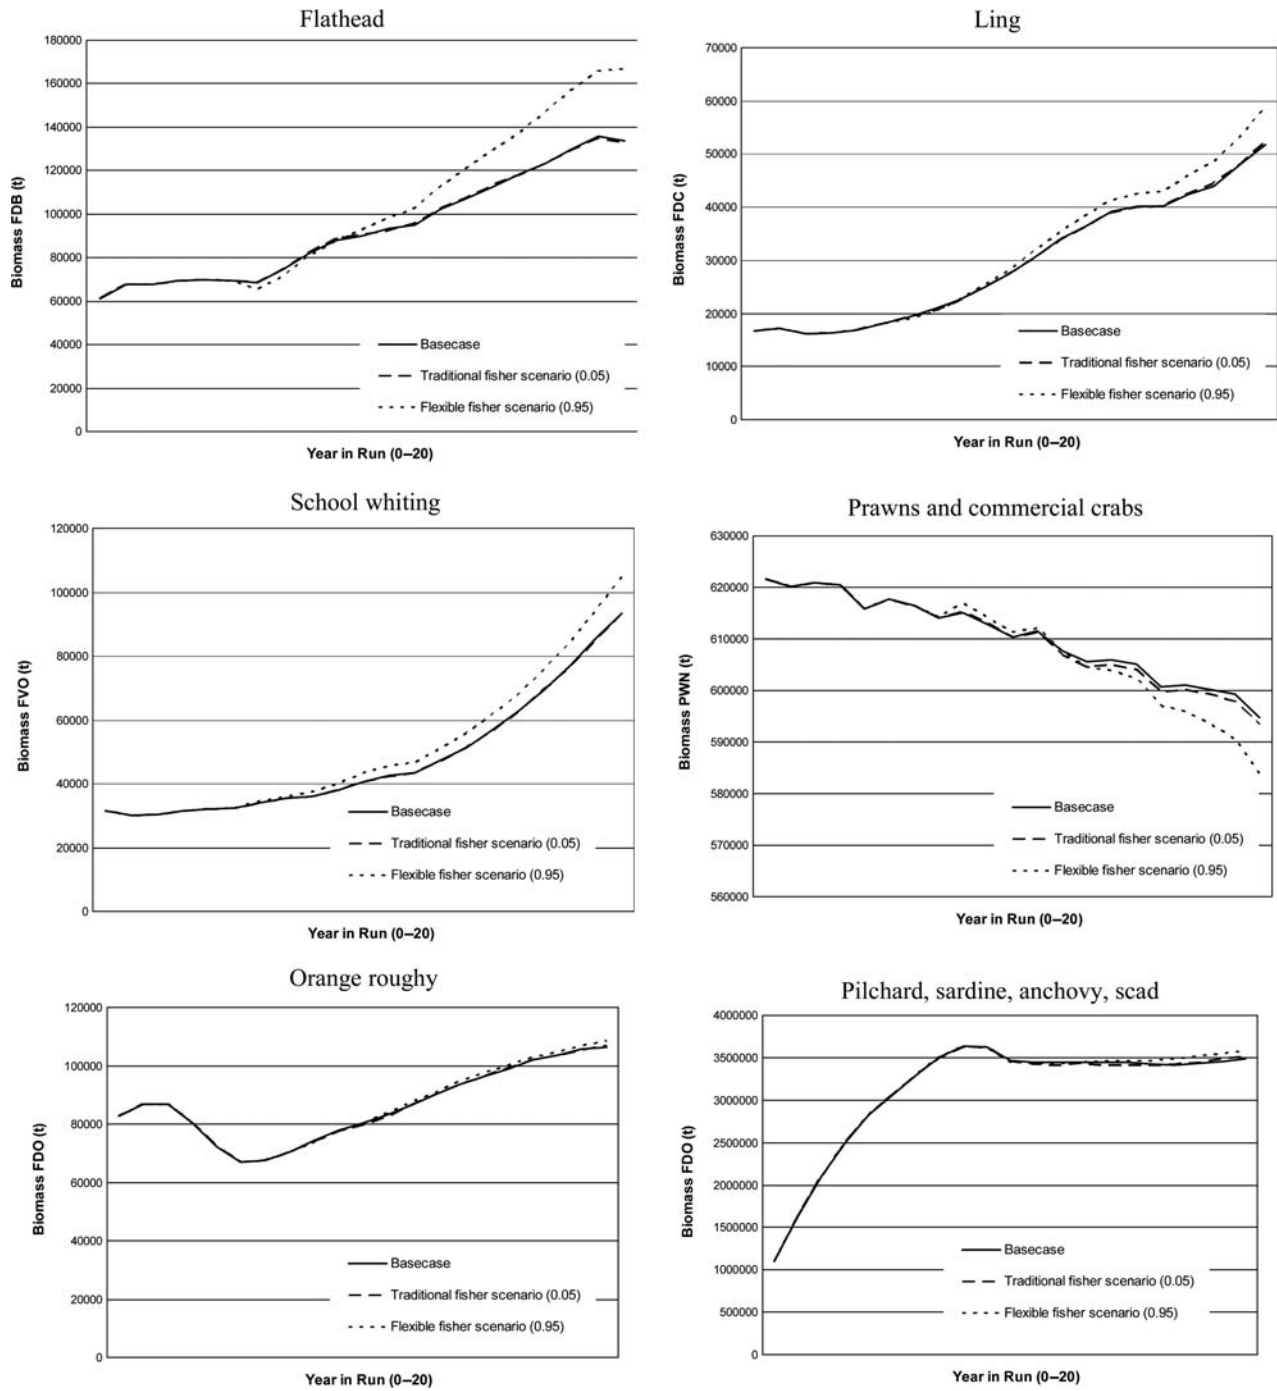 Flathead
180000
160000
140000
120000
100000
80000
60000
40000
20000
0
Biomass FDB (t)
Basecase
Traditional fisher scenario (0.05)
Flexible fisher scenario (0.95)
Year in Run (0–20)
Ling
70000
60000
50000
40000
30000
20000
10000
0
Biomass FDC (t)
Basecase
Traditional fisher scenario (0.05)
Flexible fisher scenario (0.95)
Year in Run (0–20)
School whiting
120000
100000
80000
60000
40000
20000
0
Biomass FVO (t)
Basecase
Traditional fisher scenario (0.05)
Flexible fisher scenario (0.95)
Year in Run (0–20)
Prawns and commercial crabs
630000
620000
610000
600000
590000
580000
570000
560000
Biomass PWN (t)
Basecase
Traditional fisher scenario (0.05)
Flexible fisher scenario (0.95)
Year in Run (0–20)
Orange roughy
120000
100000
80000
60000
40000
20000
0
Biomass FDO (t)
Basecase
Traditional fisher scenario (0.05)
Flexible fisher scenario (0.95)
Year in Run (0–20)
Pilchard, sardine, anchovy, scad
4000000
3500000
3000000
2500000
2000000
1500000
1000000
500000
0
Biomass FDO (t)
Basecase
Traditional fisher scenario (0.05)
Flexible fisher scenario (0.95)
Year in Run (0–20)